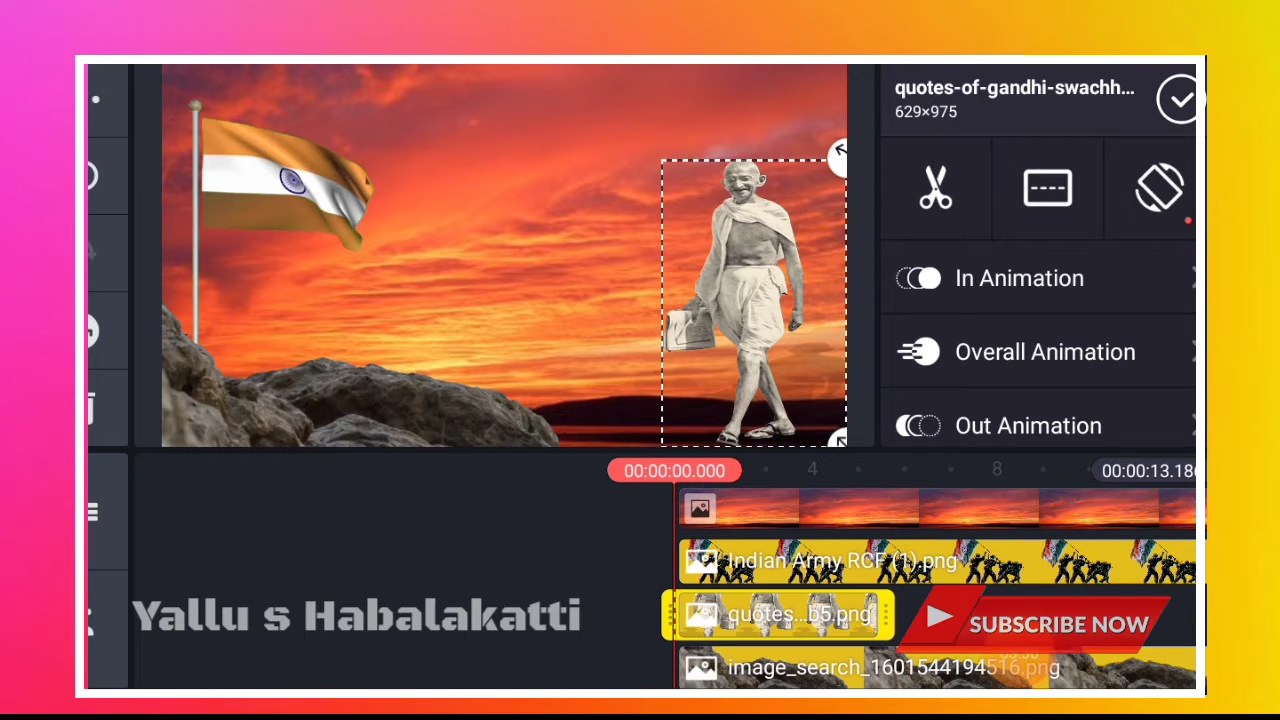 quotes-of-gandhi-swachh...
629×975
In Animation
Overall Animation
Out Animation
00:00:00.000
4
8
00:00:13.186
Indian Army RCF (1).png
quotes...b5.png
Yallu s Habalakatti
SUBSCRIBE NOW
image_search_1601544194516.png